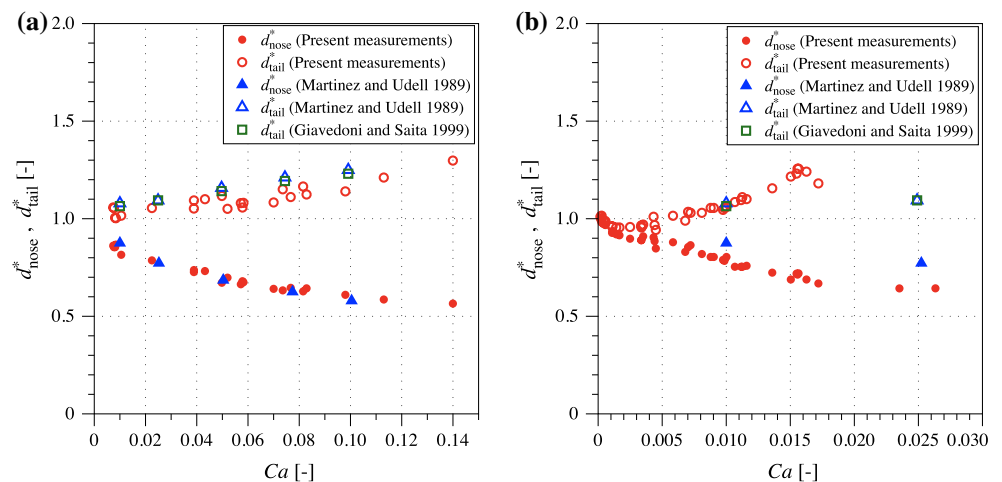 (a)
2.0
1.5
1.0
0.5
0
d*nose , d*tail [-]
d*nose (Present measurements)
d*tail (Present measurements)
d*nose (Martinez and Udell 1989)
d*tail (Martinez and Udell 1989)
d*tail (Giavedoni and Saita 1999)
0 0.02 0.04 0.06 0.08 0.10 0.12 0.14
Ca [-]
(b)
2.0
1.5
1.0
0.5
0
d*nose , d*tail [-]
d*nose (Present measurements)
d*tail (Present measurements)
d*nose (Martinez and Udell 1989)
d*tail (Martinez and Udell 1989)
d*tail (Giavedoni and Saita 1999)
0 0.005 0.010 0.015 0.020 0.025 0.030
Ca [-]